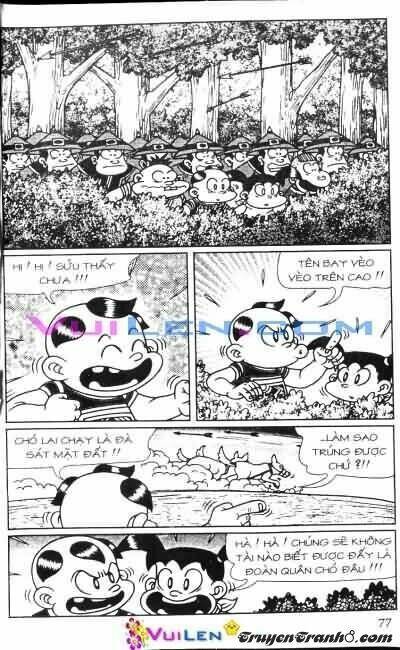 HI! HI! SỬU THẤY
CHƯA!!!
TÊN BAY VÈO
VÈO TRÊN CAO!!
VUILEN.COM
CHÓ LẠI CHẠY LÀ ĐÀ
SÁT MẶT ĐẤT!!
...LÀM SAO
TRÚNG ĐƯỢC
CHỨ?!!
HÀ! HÀ! CHÚNG SẼ KHÔNG
TÀI NÀO BIẾT ĐƯỢC ĐẤY LÀ
ĐOÀN QUÂN CHÓ ĐÂU!!!
77
VUILEN
TruyenTranh8.com